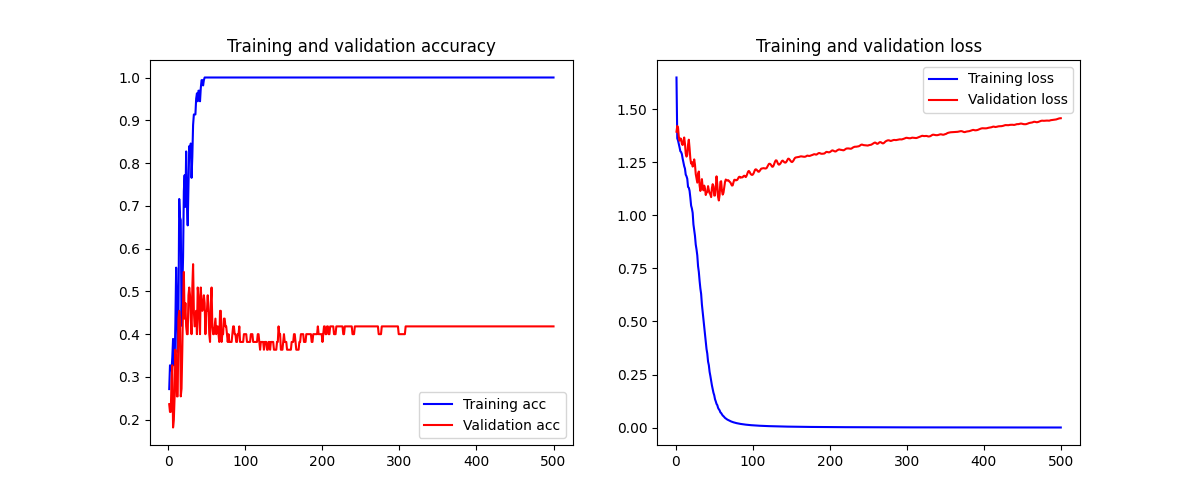 Training and validation accuracy
1.0
0.9
0.8
0.7
0.6
0.5
0.4
0.3
0.2
0 100 200 300 400 500
Training acc
Validation acc
Training and validation loss
1.50
1.25
1.00
0.75
0.50
0.25
0.00
0 100 200 300 400 500
Training loss
Validation loss